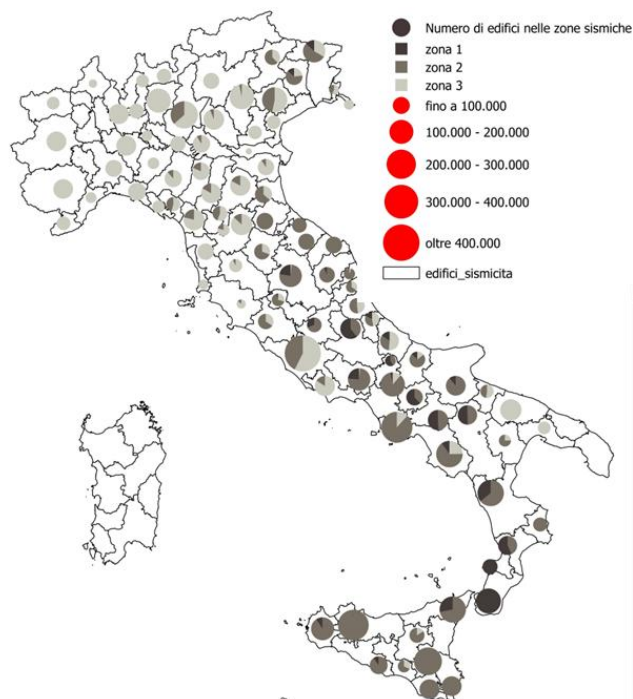 Numero di edifici nelle zone sismiche
zona 1
zona 2
zona 3
fino a 100.000
100.000 - 200.000
200.000 - 300.000
300.000 - 400.000
oltre 400.000
edifici_sismicita